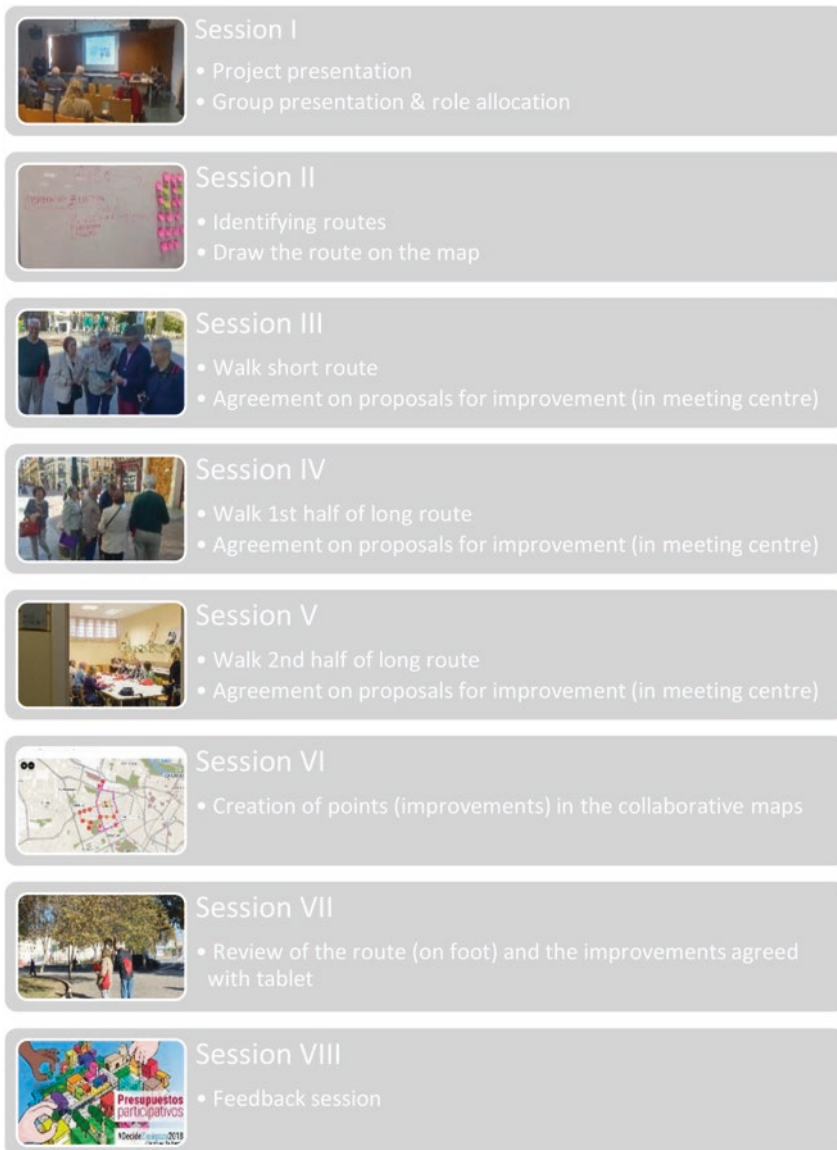 Session I
• Project presentation
• Group presentation & role allocation
Session II
• Identifying routes
• Draw the route on the map
Session III
• Walk short route
• Agreement on proposals for improvement (in meeting centre)
Session IV
• Walk 1st half of long route
• Agreement on proposals for improvement (in meeting centre)
Session V
• Walk 2nd half of long route
• Agreement on proposals for improvement (in meeting centre)
Session VI
• Creation of points (improvements) in the collaborative maps
Session VII
• Review of the route (on foot) and the improvements agreed
with tablet
Session VIII
• Feedback session
Presupuestos
participativos
#DecideZaragoza2018